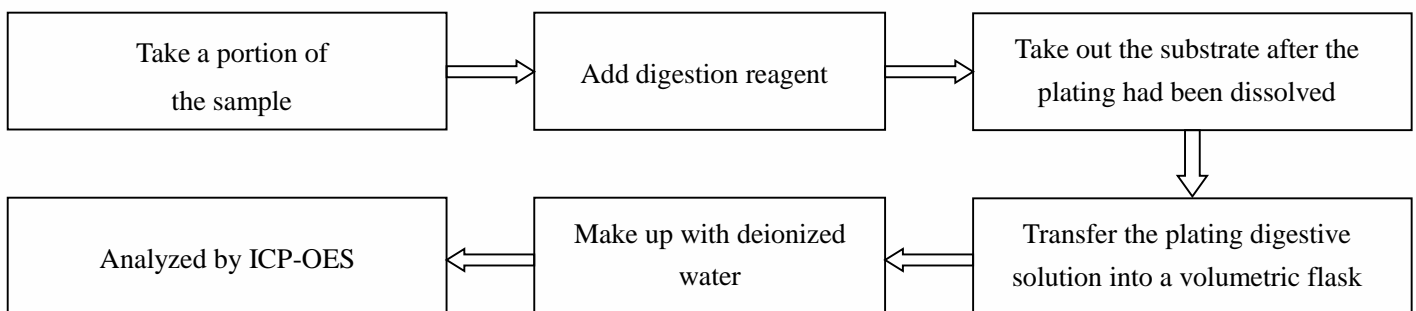 Take a portion of
the sample
Add digestion reagent
Take out the substrate after the
plating had been dissolved
Transfer the plating digestive
solution into a volumetric flask
Make up with deionized
water
Analyzed by ICP-OES